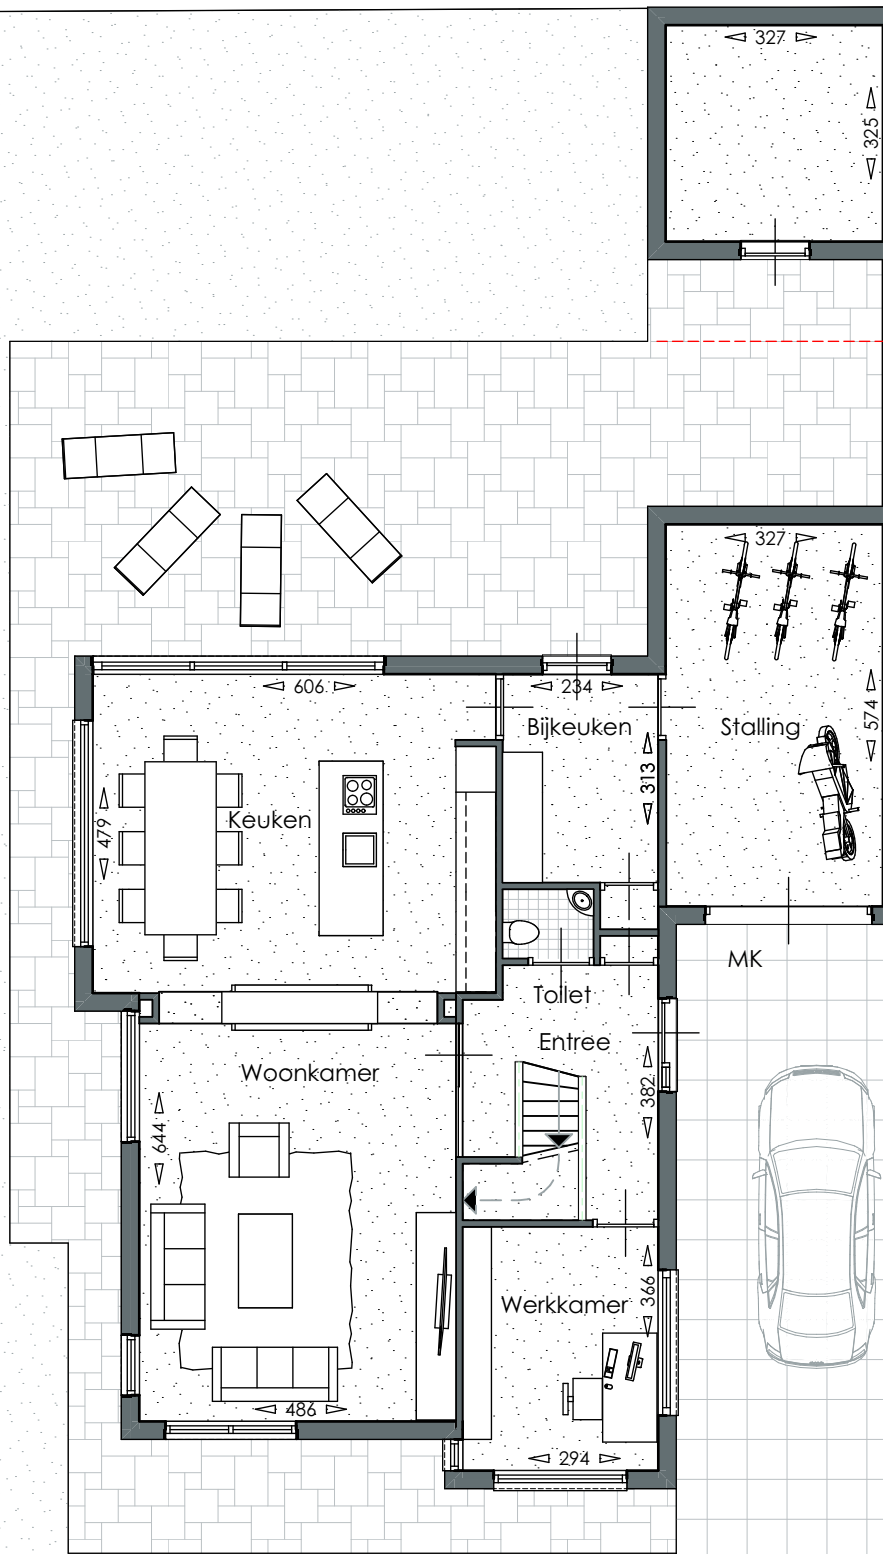 327
325
327
606
234
Bijkeuken
Stalling
574
313
Keuken
479
MK
Toilet
Entree
Woonkamer
382
644
366
Werkkamer
486
294